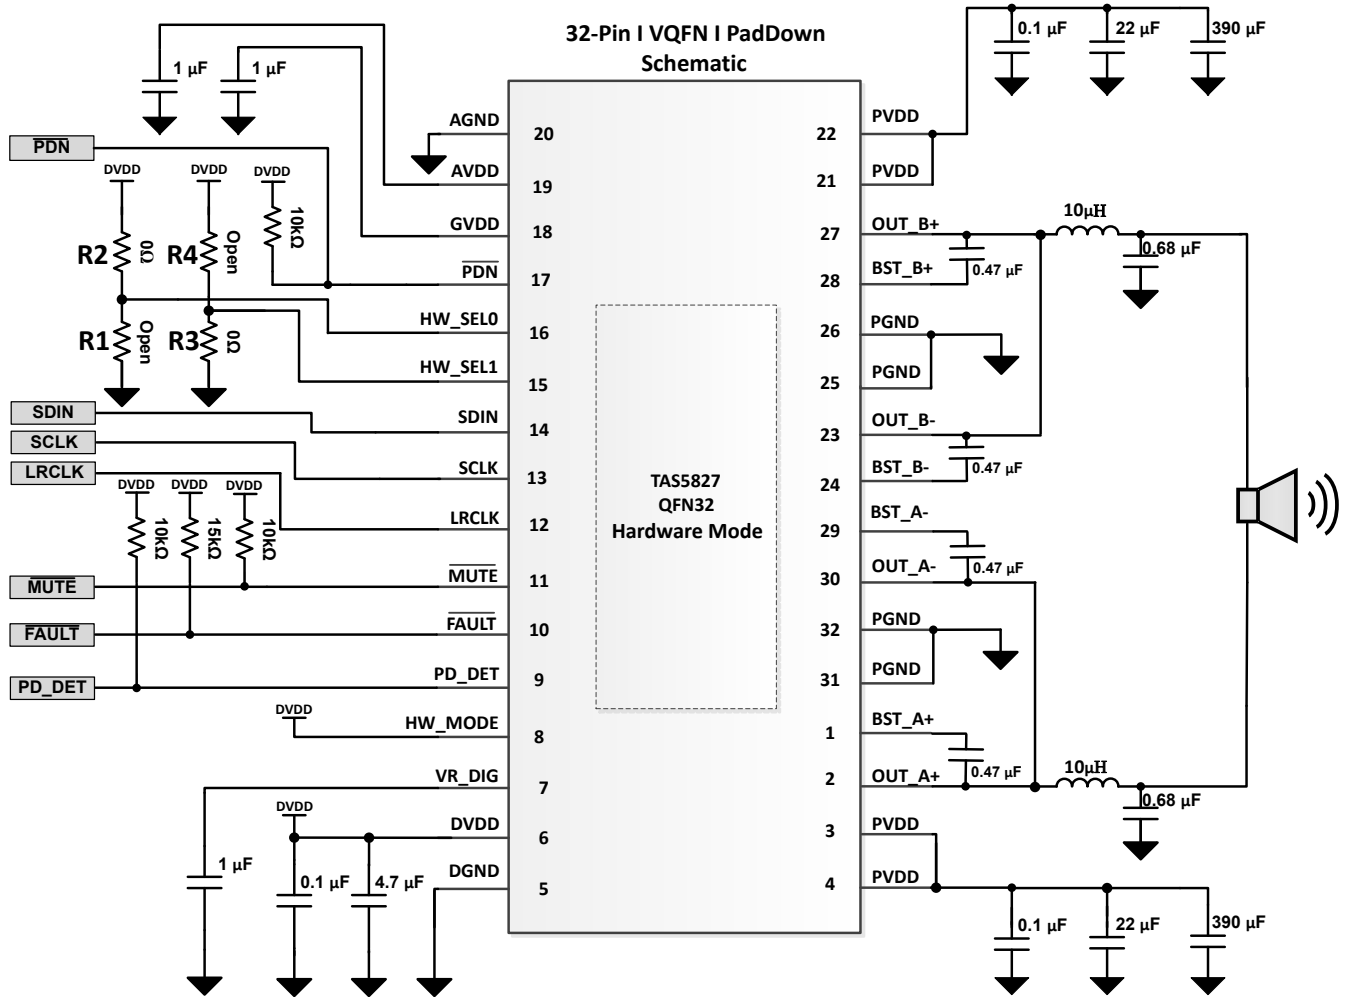 32-Pin I VQFN I PadDown
Schematic
1 µF
1 µF
0.1 µF
22 µF
390 µF
PDN
DVDD
DVDD
DVDD
R2
0Ω
R4
Open
10kΩ
R1
Open
R3
0Ω
SDIN
SCLK
LRCLK
DVDD
DVDD
DVDD
10kΩ
15kΩ
10kΩ
MUTE
FAULT
PD_DET
DVDD
DVDD
1 µF
0.1 µF
4.7 µF
AGND
20
AVDD
19
GVDD
18
PDN
17
HW_SEL0
16
HW_SEL1
15
SDIN
14
SCLK
13
LRCLK
12
MUTE
11
FAULT
10
PD_DET
9
HW_MODE
8
VR_DIG
7
DVDD
6
DGND
5
TAS5827
QFN32
Hardware Mode
22
PVDD
21
PVDD
27
OUT_B+
28
BST_B+
26
PGND
25
PGND
23
OUT_B-
24
BST_B-
29
BST_A-
30
OUT_A-
32
PGND
31
PGND
1
BST_A+
2
OUT_A+
3
PVDD
4
PVDD
10µH
0.68 µF
0.47 µF
0.47 µF
0.47 µF
0.47 µF
10µH
0.68 µF
0.1 µF
22 µF
390 µF